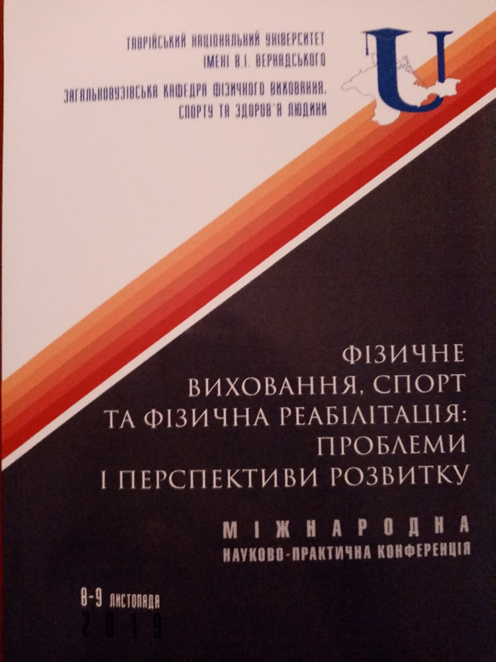 ТАВРІЙСЬКИЙ НАЦІОНАЛЬНИЙ УНІВЕРСИТЕТ
ІМЕНІ В.І. ВЕРНАДСЬКОГО
ЗАГАЛЬНОВУЗІВСЬКА КАФЕДРА ФІЗИЧНОГО ВИХОВАННЯ,
СПОРТУ ТА ЗДОРОВ'Я ЛЮДИНИ
U
ФІЗИЧНЕ
ВИХОВАННЯ, СПОРТ
ТА ФІЗИЧНА РЕАБІЛІТАЦІЯ:
ПРОБЛЕМИ
І ПЕРСПЕКТИВИ РОЗВИТКУ
МІЖНАРОДНА
НАУКОВО-ПРАКТИЧНА КОНФЕРЕНЦІЯ
8-9 ЛИСТОПАДА
2019